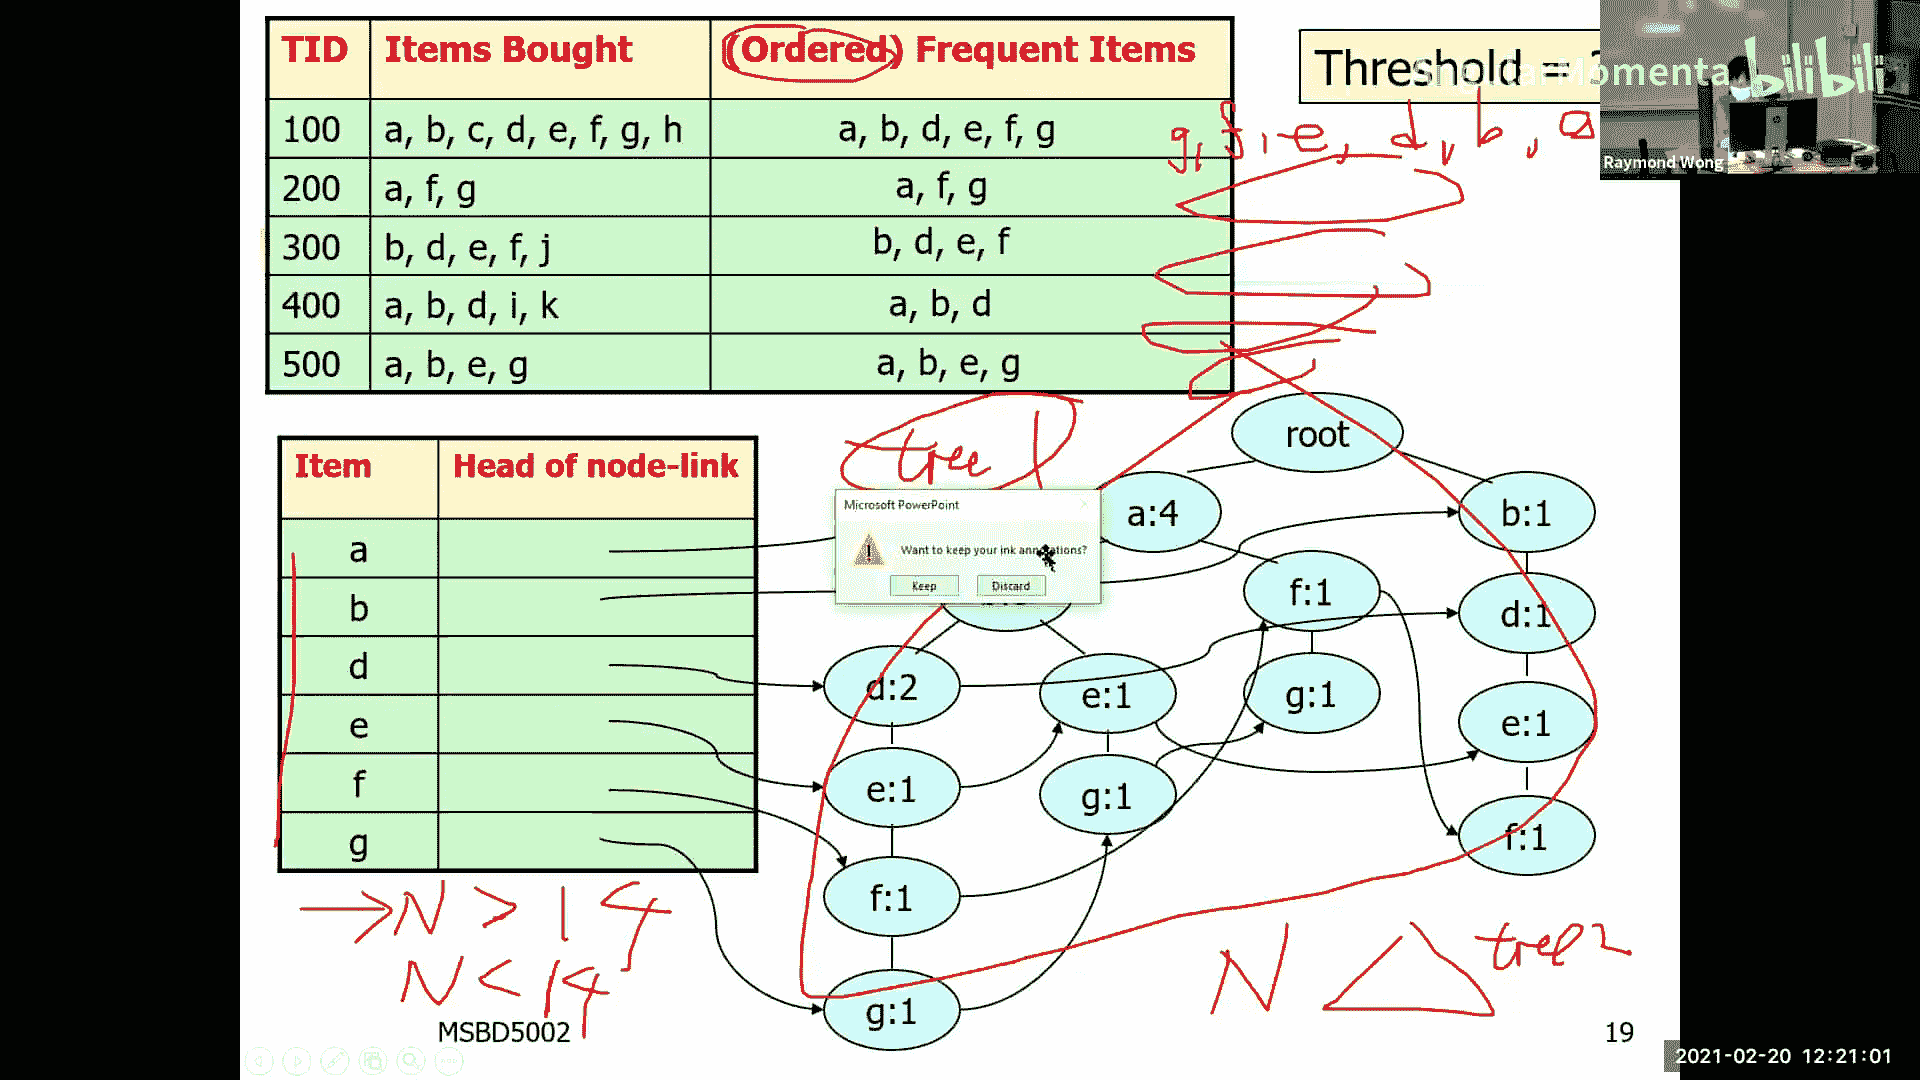 TID Items Bought (Ordered) Frequent Items
100 a, b, c, d, e, f, g, h a, b, d, e, f, g
200 a, f, g a, f, g
300 b, d, e, f, j b, d, e, f
400 a, b, d, i, k a, b, d
500 a, b, e, g a, b, e, g
Threshold =
bilibili
Raymond Wong
g, f, e, d, b, a
tree 1
root
a:4
b:1
f:1
d:1
d:2
e:1
g:1
e:1
e:1
g:1
f:1
f:1
g:1
Item Head of node-link
a
b
d
e
f
g
Microsoft PowerPoint
Want to keep your ink annotations?
Keep Discard
→ N > 14
N < 14
N tree 2
MSBD5002
19
2021-02-20 12:21:01